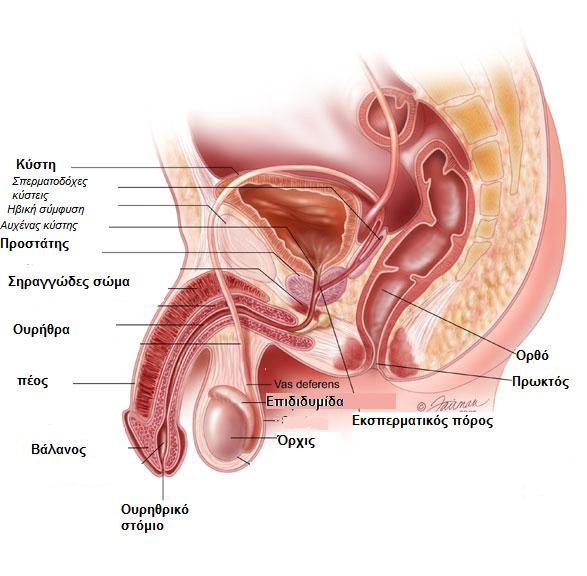 Κύστη
Σπερματοδόχες
κύστεις
Ηβική σύμφυση
Αυχένας κύστης
Προστάτης
Σηραγγώδες σώμα
Ουρήθρα
πέος
Βάλανος
Ουρηθρικό
στόμιο
Vas deferens
Επιδιδυμίδα
Όρχις
Ορθό
Πρωκτός
Εκσπερματικός πόρος
© Fairman